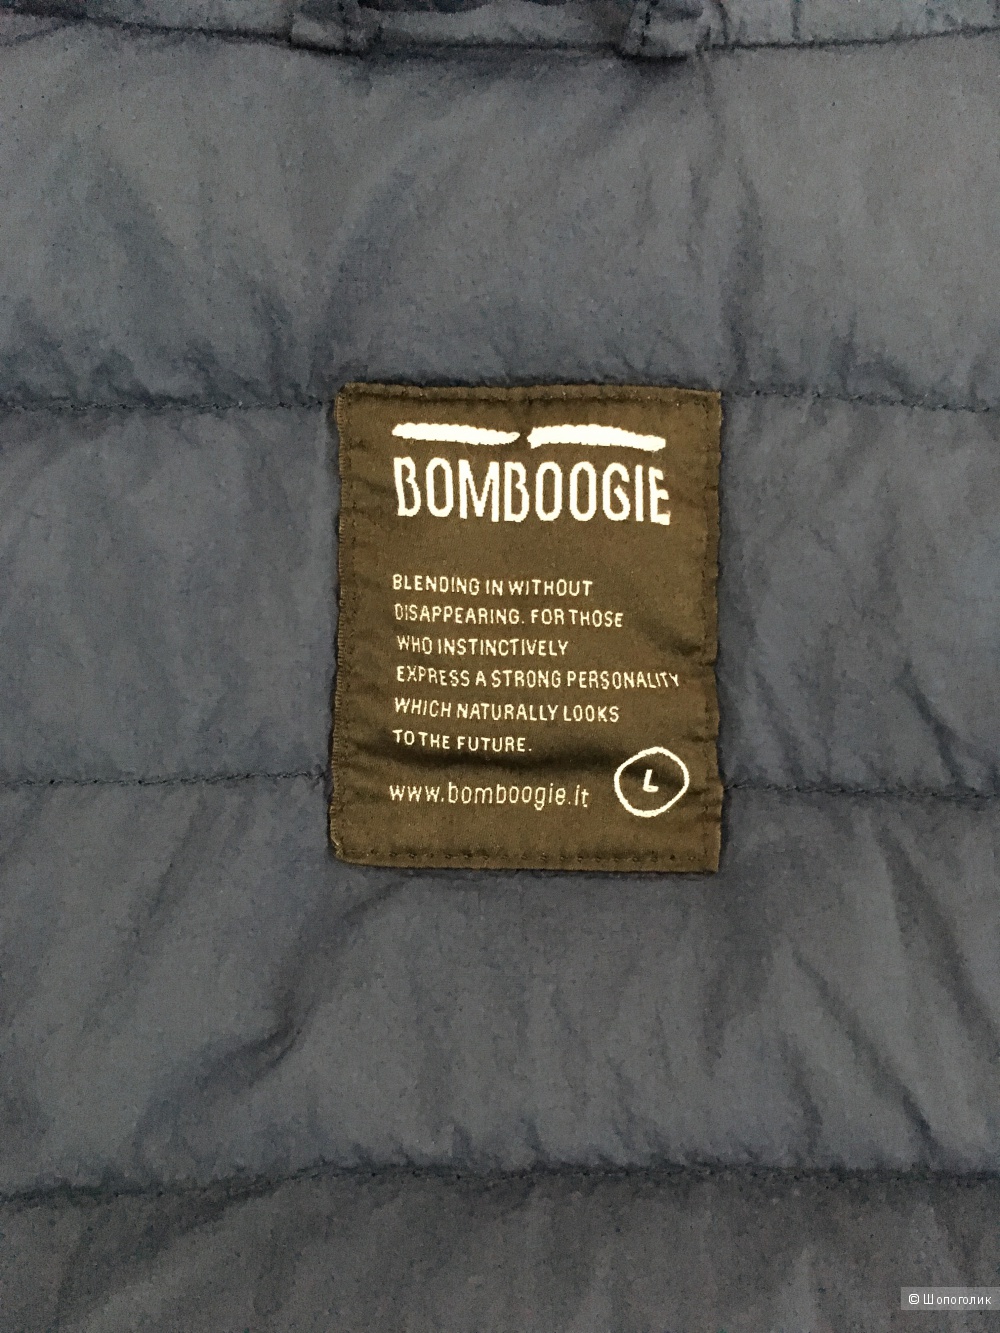 BOMBOOGIE
BLENDING IN WITHOUT
DISAPPEARING. FOR THOSE
WHO INSTINCTIVELY
EXPRESS A STRONG PERSONALITY
WHICH NATURALLY LOOKS
TO THE FUTURE.
www.bomboogie.it
L
© Шопоголик